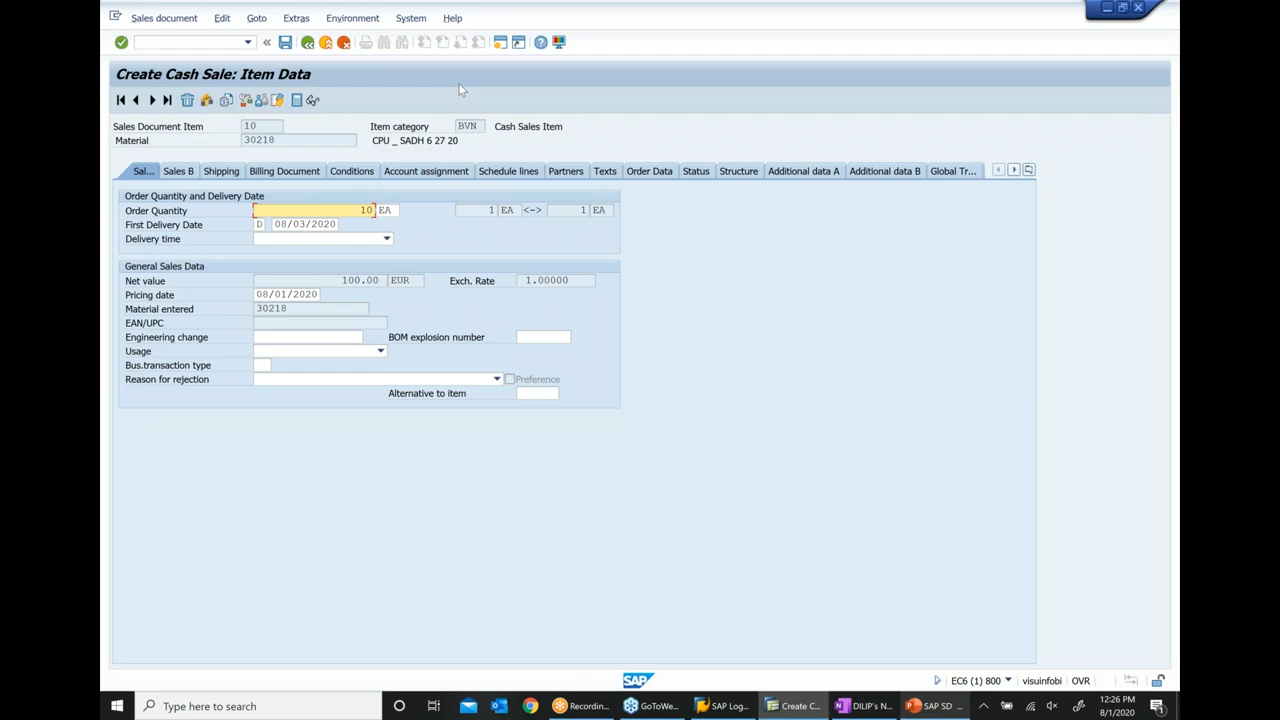 Sales document Edit Goto Extras Environment System Help
Create Cash Sale: Item Data
Sales Document Item 10 Item category BVN Cash Sales Item
Material 30218 CPU _ SADH 6 27 20
Sal... Sales B Shipping Billing Document Conditions Account assignment Schedule lines Partners Texts Order Data Status Structure Additional data A Additional data B Global Tr...
Order Quantity and Delivery Date
Order Quantity 10 EA 1 EA <-> 1 EA
First Delivery Date D 08/03/2020
Delivery time
General Sales Data
Net value 100.00 EUR Exch. Rate 1.00000
Pricing date 08/01/2020
Material entered 30218
EAN/UPC
Engineering change BOM explosion number
Usage
Bus.transaction type
Reason for rejection Preference
Alternative to item
SAP EC6 (1) 800 visuinfobi OVR
Type here to search Recordin... GoToWe... SAP Log... Create C... DILIP's N... SAP SD ... 12:26 PM
8/1/2020